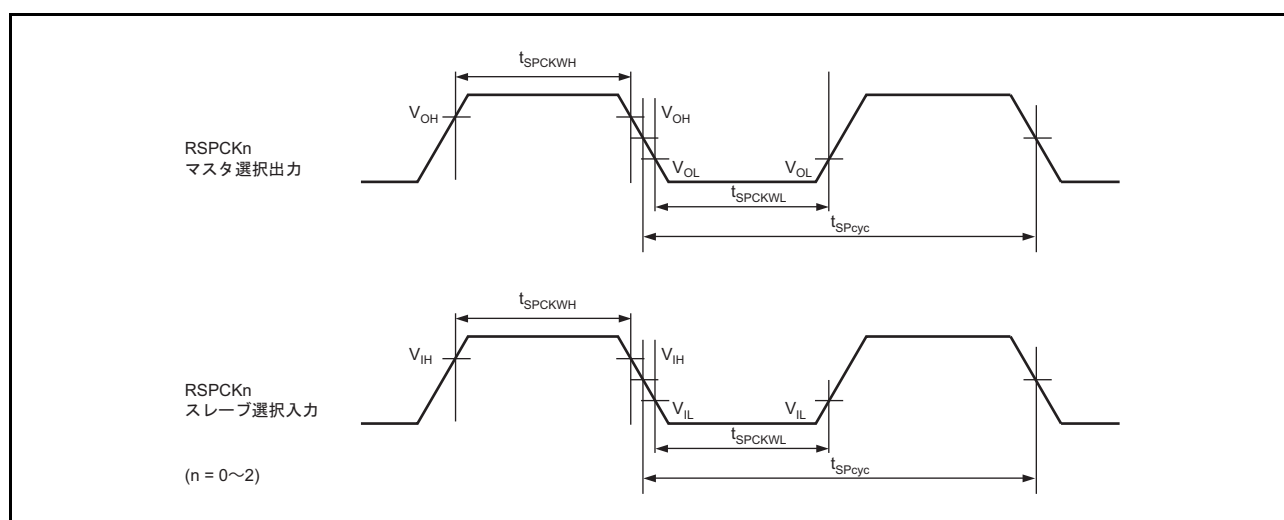 tSPCKWH
VOH
VOH
RSPCKn
マスタ選択出力
VOL
VOL
tSPCKWL
tSPcyc
tSPCKWH
VIH
VIH
RSPCKn
スレーブ選択入力
VIL
VIL
tSPCKWL
tSPcyc
(n = 0～2)